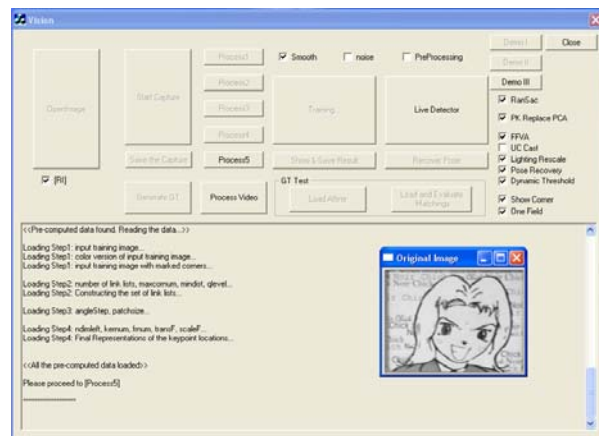 Vision
OpenImage
Start Capture
Process1
Process2
Process3
Process4
Process5
Smooth
noise
PreProcessing
Training
Live Detector
Demo I
Demo II
Demo III
Close
RanSac
PK Replace PCA
FFVA
UC Cast
Lighting Rescale
Pose Recovery
Dynamic Threshold
Show Corner
One Field
Save the Capture
Show & Save Result
Recover Pose
[RI]
Generate GT
Process Video
GT Test
Load Affine
Load and Evaluate
Matchings
<<Pre-computed data found. Reading the data...>>
Loading Step1: input training image...
Loading Step1: color version of input training image...
Loading Step1: input training image with marked corners...
Loading Step2: number of link lists, maxcornum, mindist, qlevel...
Loading Step2: Constructing the set of link lists...
Loading Step3: angleStep, patchsize...
Loading Step4: ndimleft, kernum, fnum, transF, scaleF...
Loading Step4: Final Representations of the keypoint locations...
<<All the pre-computed data loaded>>
Please proceed to [Process5]
--------------------
Original Image